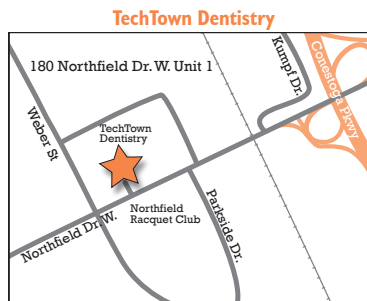 TechTown Dentistry
180 Northfield Dr. W. Unit 1
Kumpf Dr.
Conestoga Pkwy
Weber St
TechTown
Dentistry
Northfield
Racquet Club
Northfield Dr. W.
Parkside Dr.